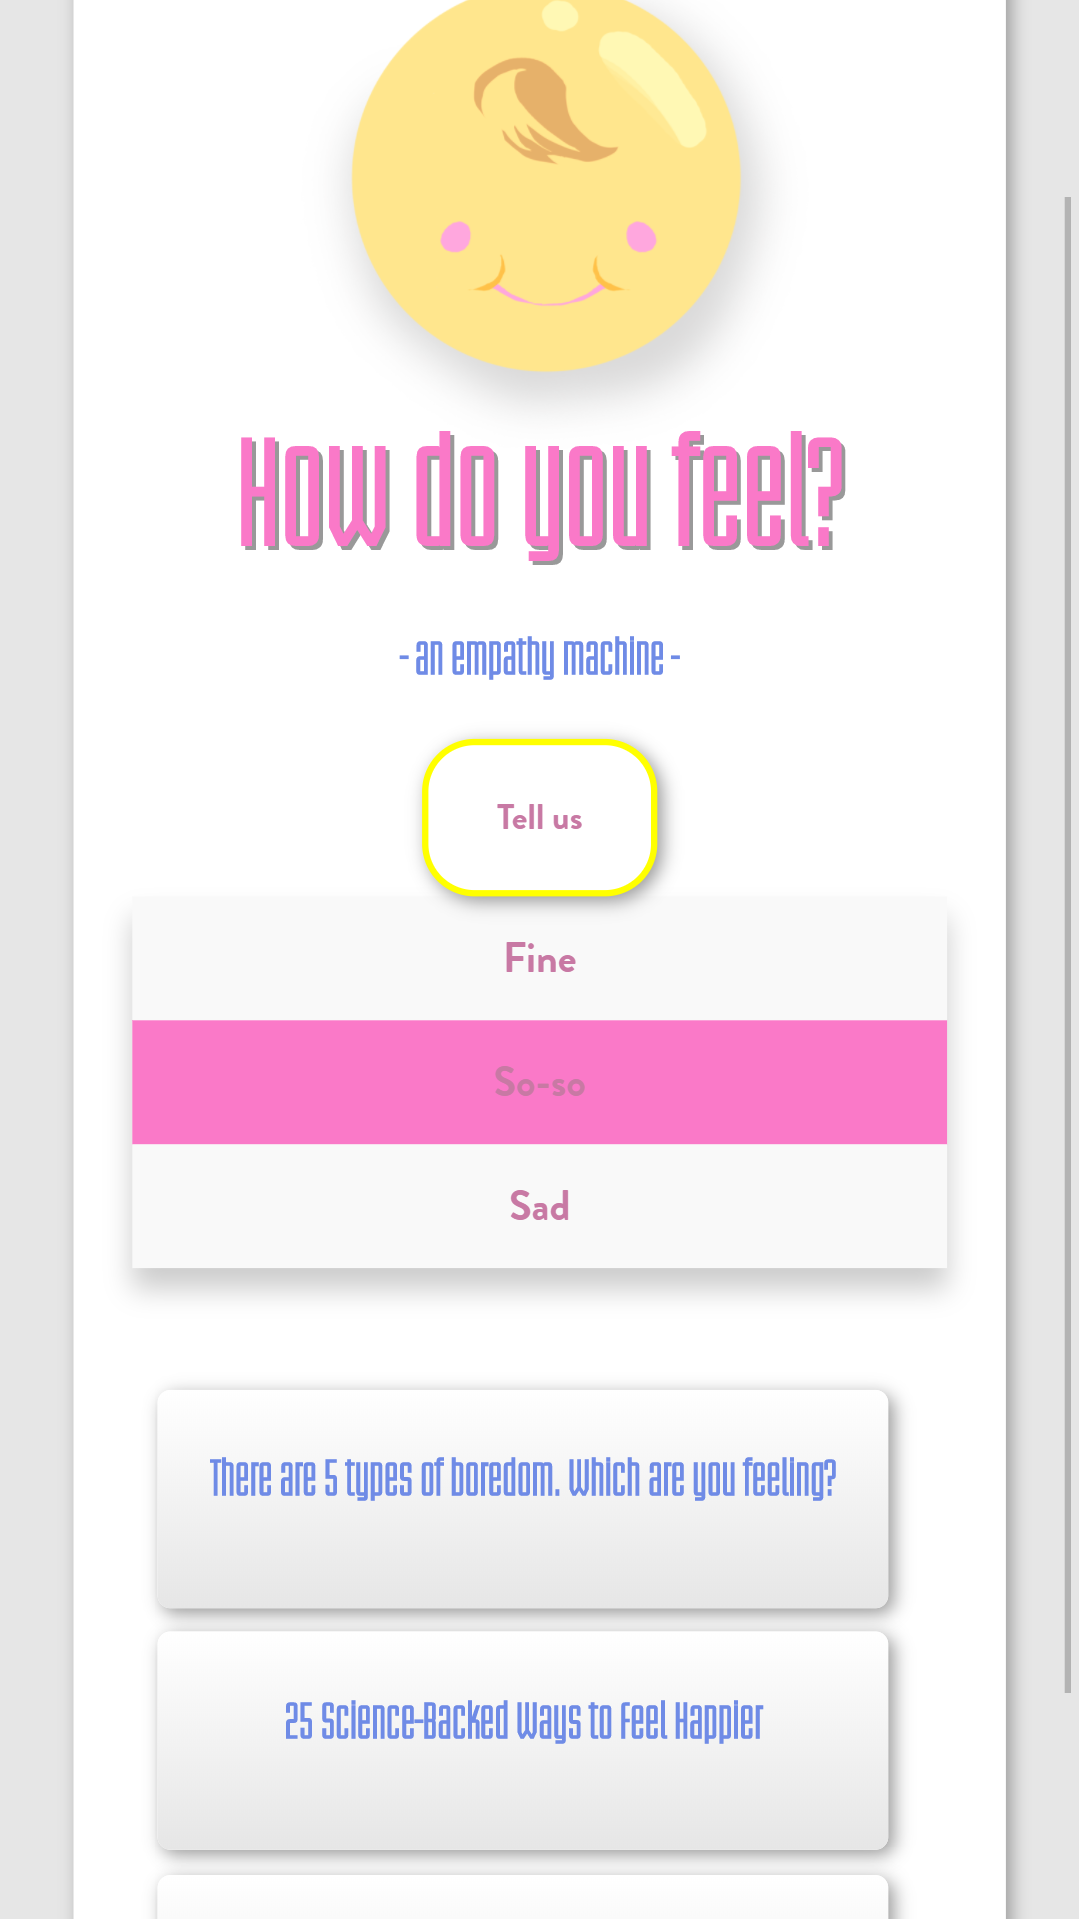 How do you feel?
- an empathy machine -
Tell us
Fine
So-so
Sad
There are 5 types of boredom. Which are you feeling?
25 Science-Backed Ways to Feel Happier